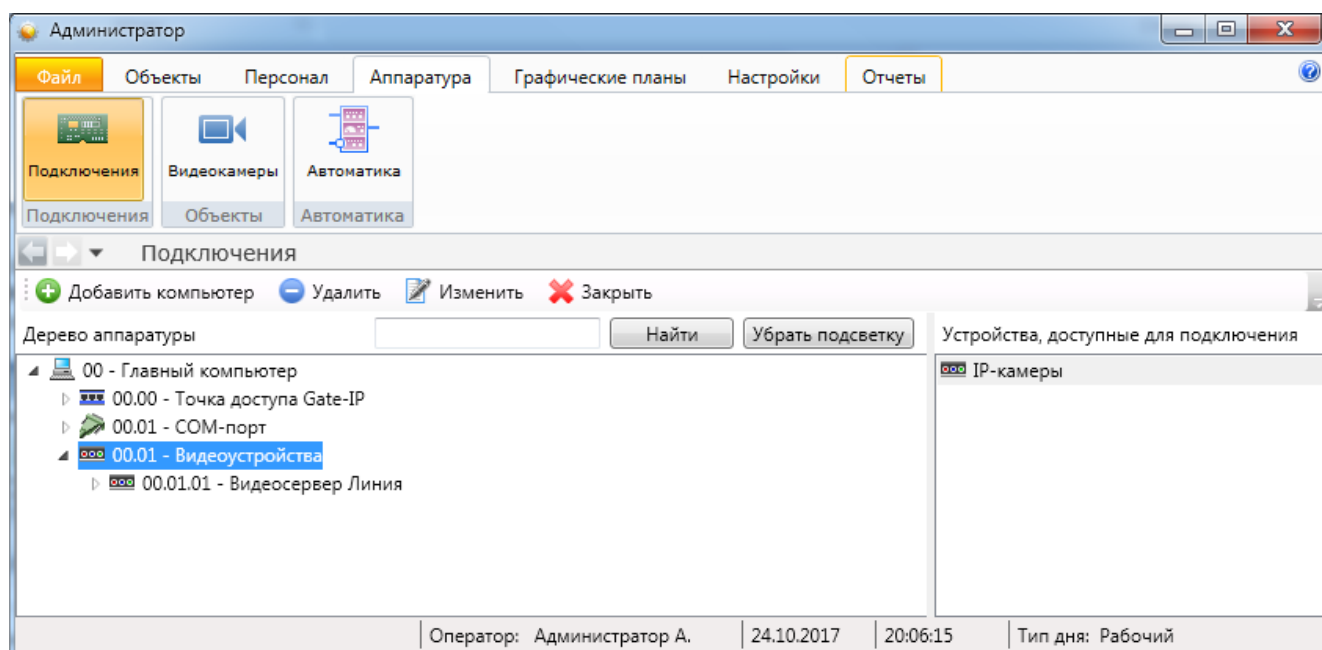 Администратор
Файл Объекты Персонал Аппаратура Графические планы Настройки Отчеты
Подключения Видеокамеры Автоматика
Подключения Объекты Автоматика
Подключения
Добавить компьютер Удалить Изменить Закрыть
Дерево аппаратуры Найти Убрать подсветку Устройства, доступные для подключения
00 - Главный компьютер IP-камеры
00.00 - Точка доступа Gate-IP
00.01 - COM-порт
00.01 - Видеоустройства
00.01.01 - Видеосервер Линия
Оператор: Администратор А. 24.10.2017 20:06:15 Тип дня: Рабочий